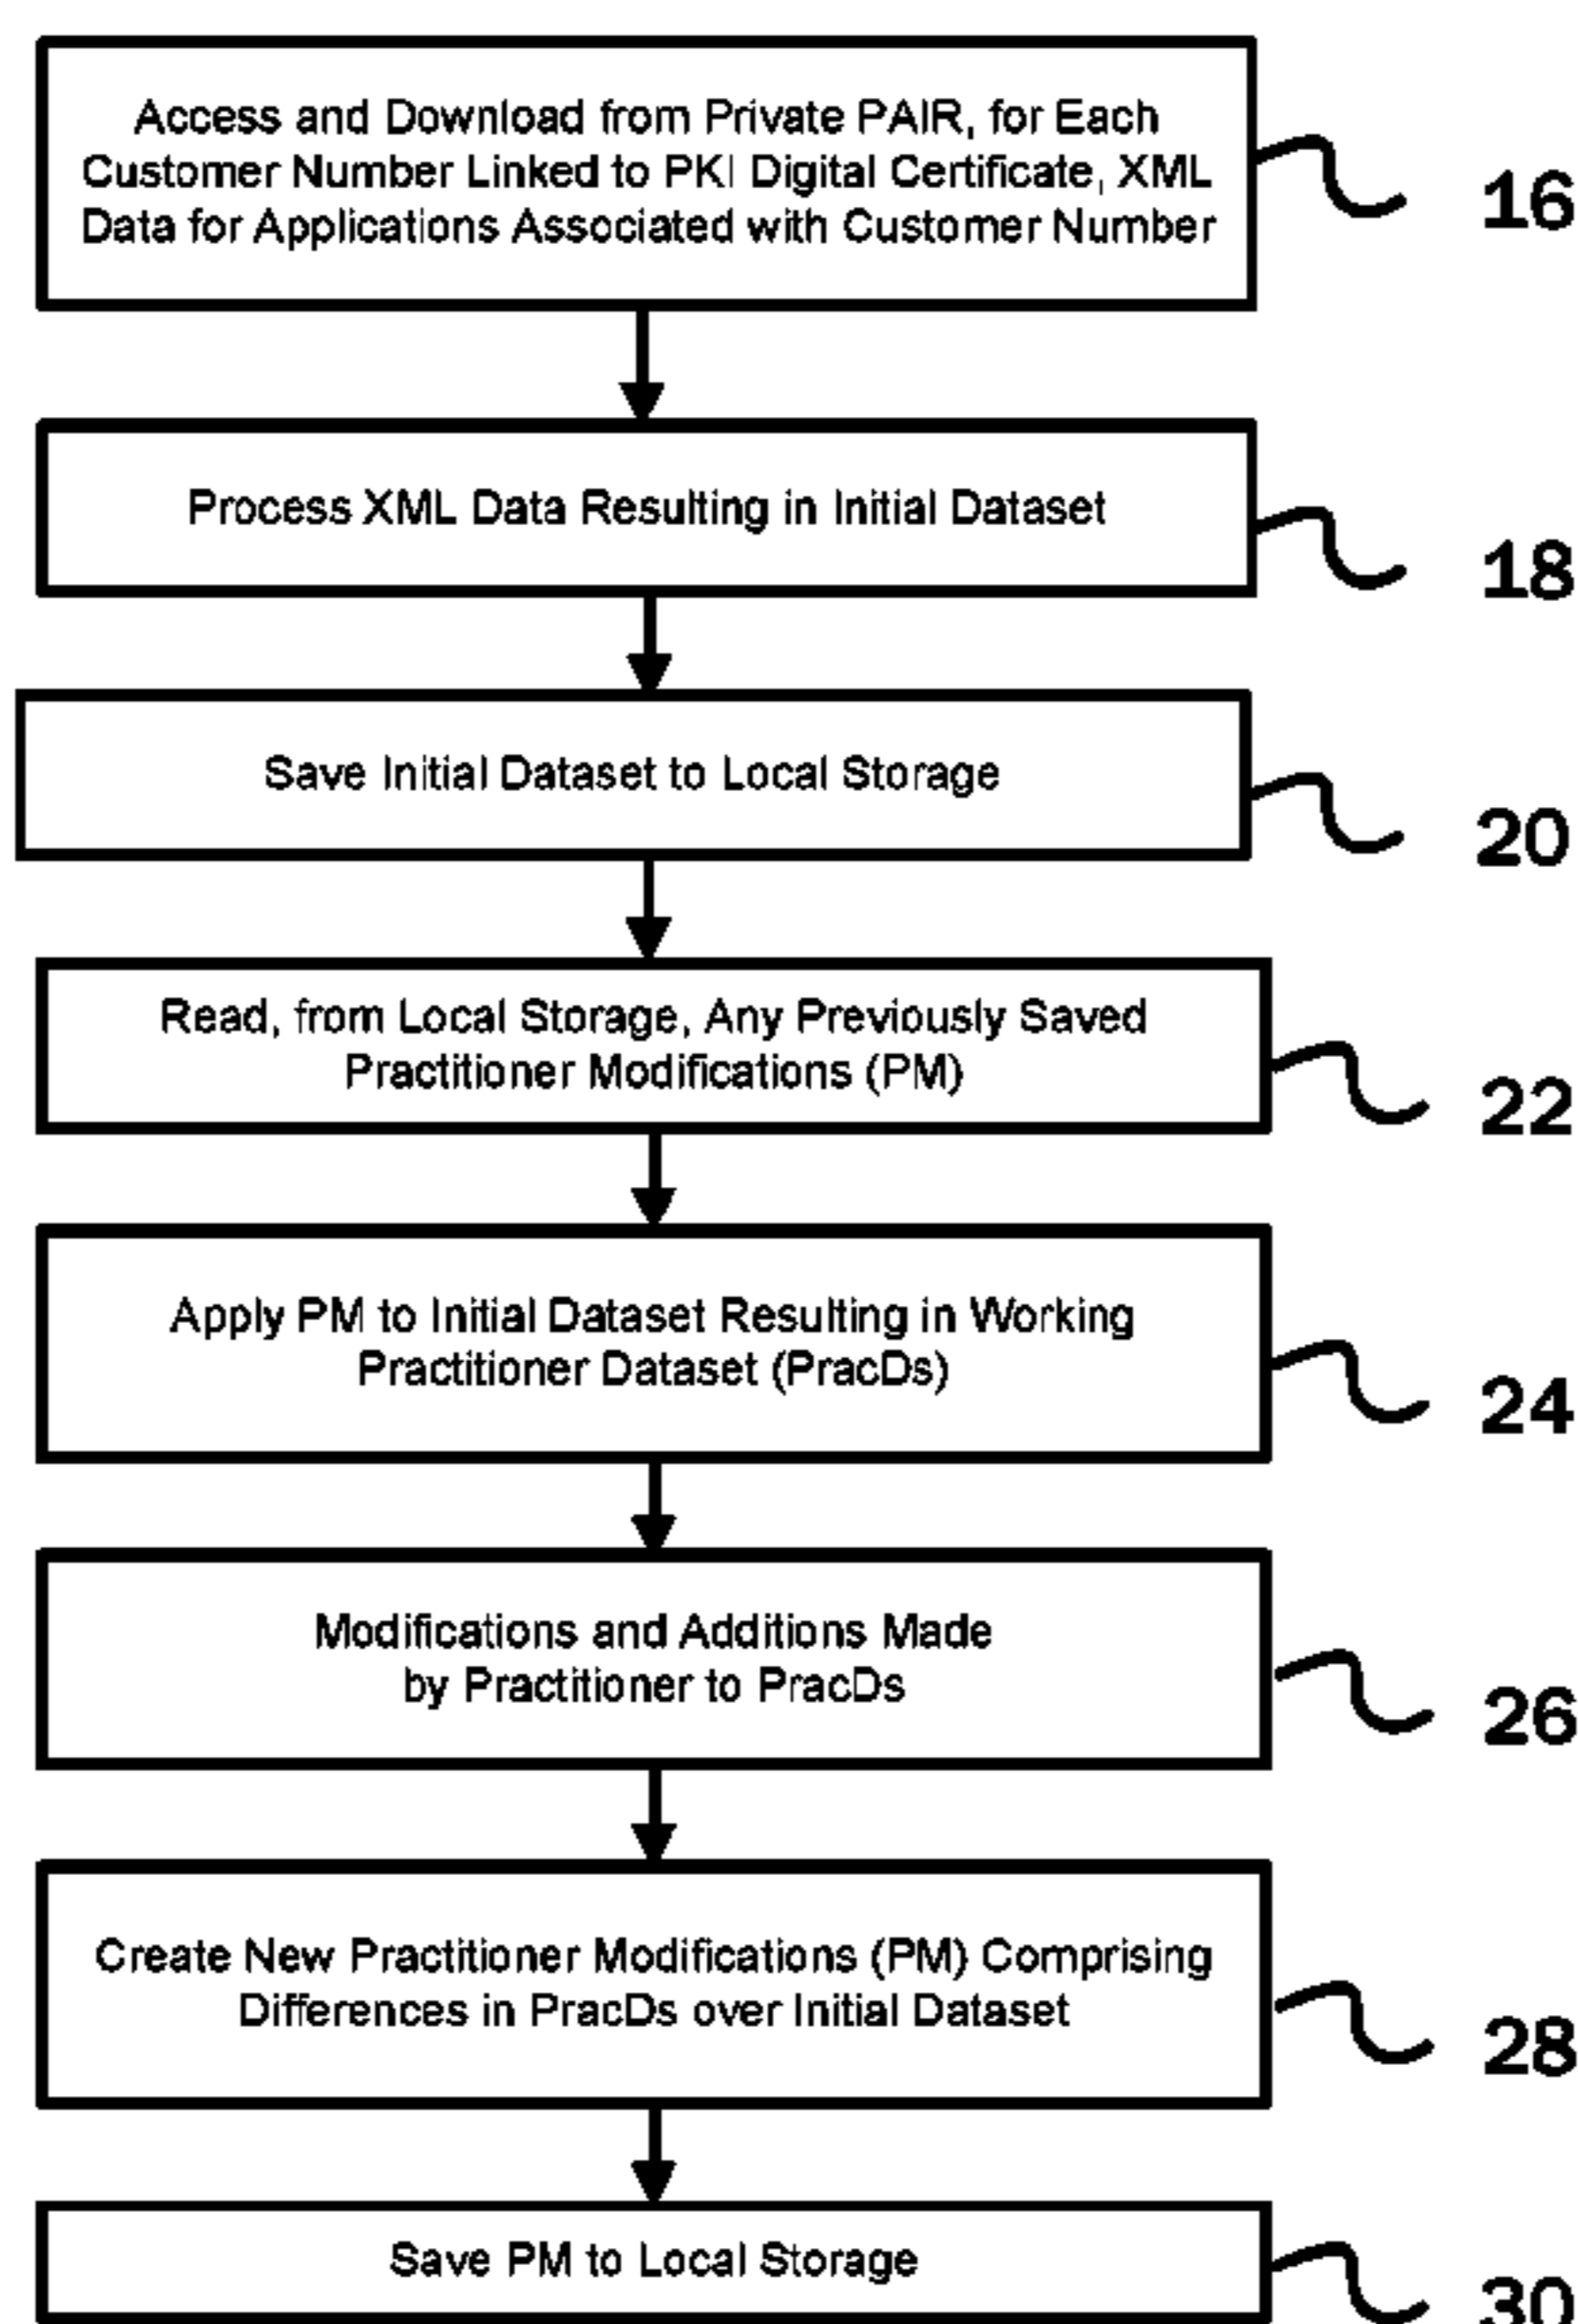 Access and Download from Private PAIR, for Each
Customer Number Linked to PKI Digital Certificate, XML
Data for Applications Associated with Customer Number
16
Process XML Data Resulting in Initial Dataset
18
Save Initial Dataset to Local Storage
20
Read, from Local Storage, Any Previously Saved
Practitioner Modifications (PM)
22
Apply PM to Initial Dataset Resulting in Working
Practitioner Dataset (PracDs)
24
Modifications and Additions Made
by Practitioner to PracDs
26
Create New Practitioner Modifications (PM) Comprising
Differences in PracDs over Initial Dataset
28
Save PM to Local Storage
30